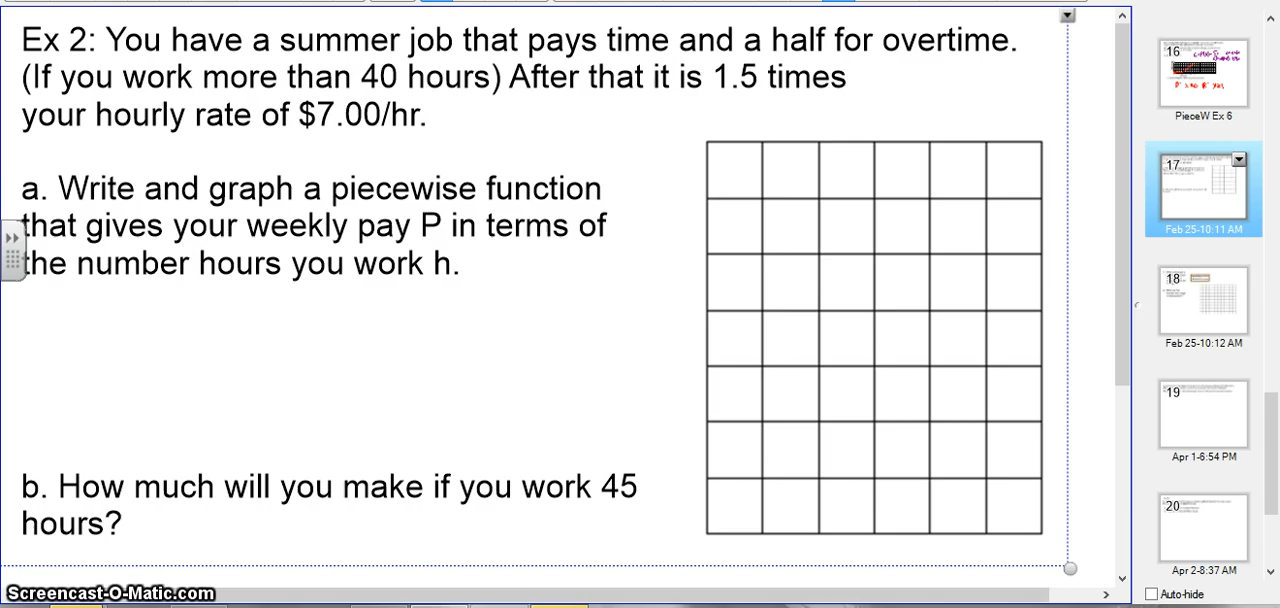 Ex 2: You have a summer job that pays time and a half for overtime.
(If you work more than 40 hours) After that it is 1.5 times
your hourly rate of $7.00/hr.
a. Write and graph a piecewise function
that gives your weekly pay P in terms of
the number hours you work h.
b. How much will you make if you work 45
hours?
Screencast-O-Matic.com
16
PieceW Ex 6
17
Feb 25-10:11 AM
18
Feb 25-10:12 AM
19
Apr 1-6:54 PM
20
Apr 2-8:37 AM
Auto-hide